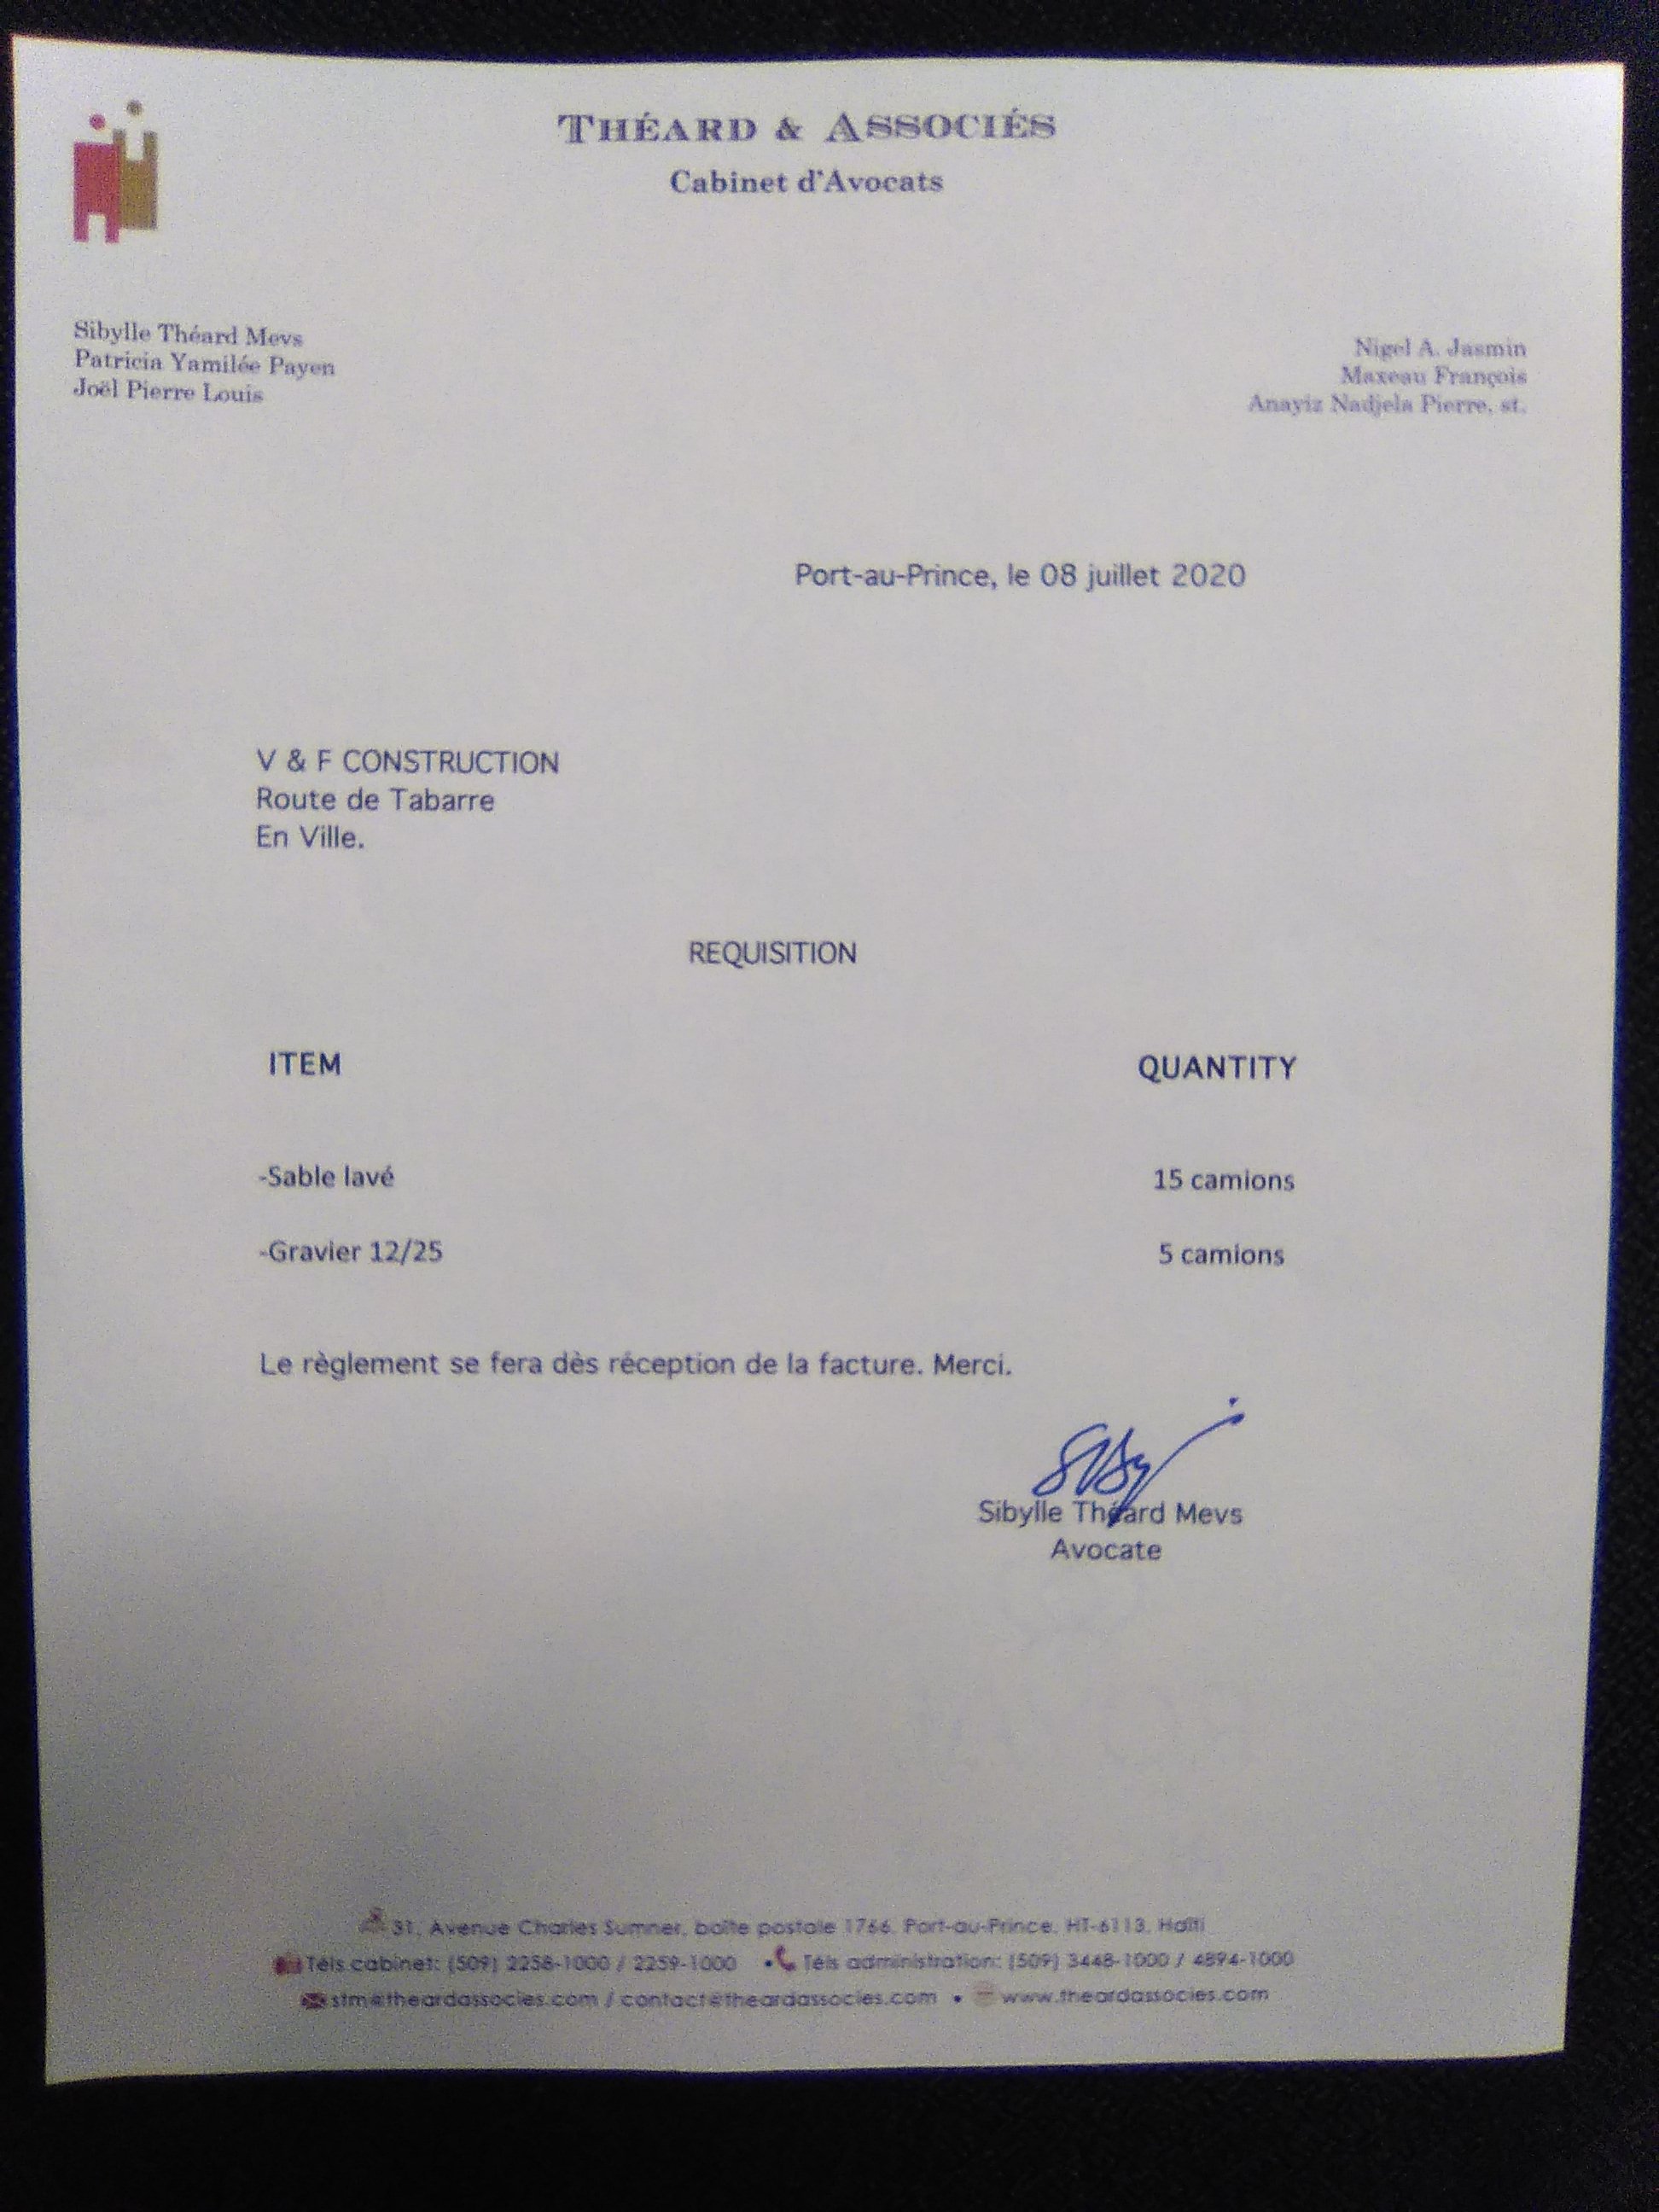 THÉARD & ASSOCIÉS
Cabinet d'Avocats
Sibylle Théard Mevs
Patricia Yamilée Payen
Joël Pierre Louis
Nigel A. Jasmin
Maxeau François
Anayiz Nadjela Pierre, st.
Port-au-Prince, le 08 juillet 2020
V & F CONSTRUCTION
Route de Tabarre
En Ville.
REQUISITION
ITEM QUANTITY
-Sable lavé 15 camions
-Gravier 12/25 5 camions
Le règlement se fera dès réception de la facture. Merci.
Sibylle Théard Mevs
Avocate
31, Avenue Charles Sumner, boîte postale 1766, Port-au-Prince, HT-6113, Haïti
Téls cabinet: (509) 2258-1000 / 2259-1000 • Téls administration: (509) 3448-1000 / 4894-1000
stm@theardassocies.com / contact@theardassocies.com • www.theardassocies.com